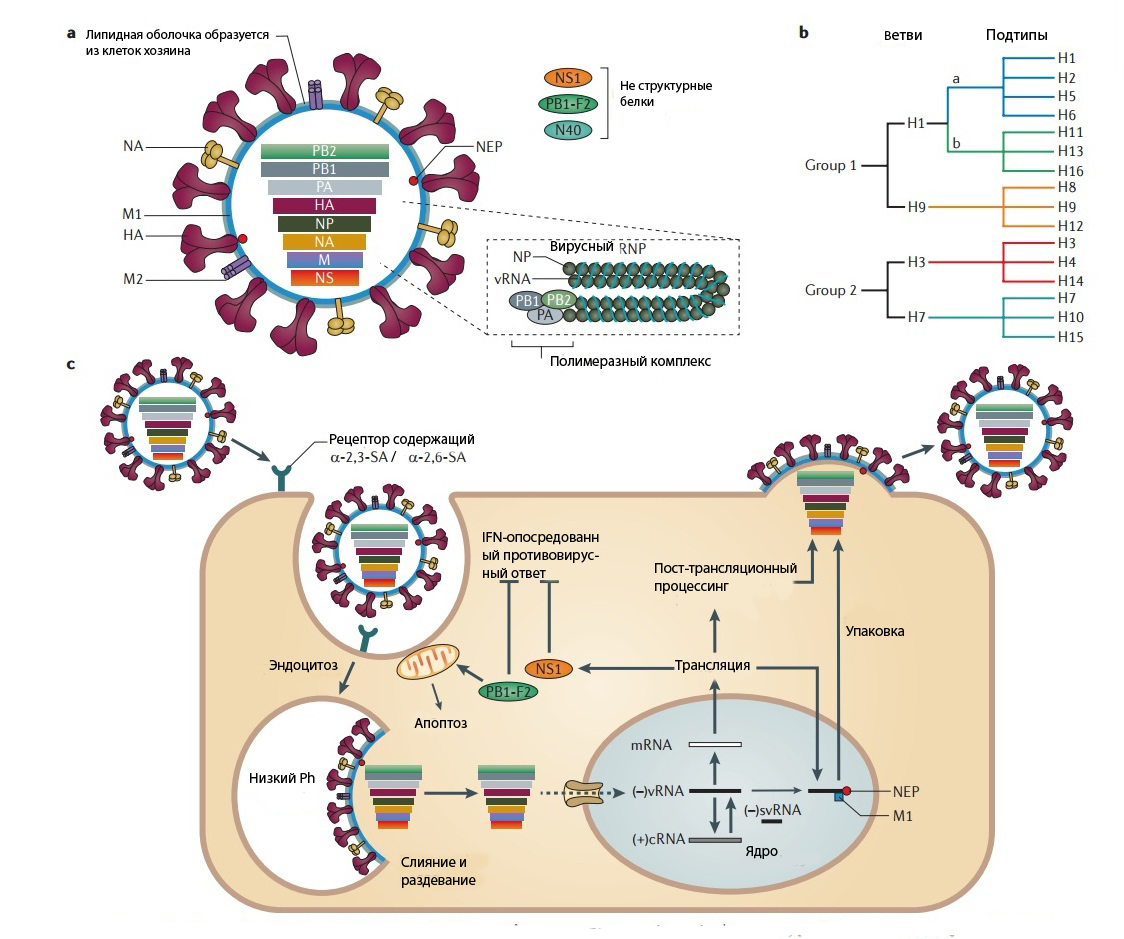 a
Липидная оболочка образуется
из клеток хозяина
NA
M1
HA
M2
NEP
PB2
PB1
PA
HA
NP
NA
M
NS
NS1
PB1-F2
N40
Не структурные
белки
Вирусный RNP
NP
vRNA
PB1
PB2
PA
Полимеразный комплекс
b
ветви
Подтипы
Group 1
H1
a
H1
H2
H5
H6
b
H11
H13
H16
H9
H8
H9
H12
Group 2
H3
H3
H4
H14
H7
H7
H10
H15
c
Рецептор содержащий
α-2,3-SA / α-2,6-SA
IFN-опосредованн
ый противовирус-
ный ответ
Пост-трансляционный
процессинг
Упаковка
Эндоцитоз
NS1
PB1-F2
Трансляция
Апоптоз
Низкий Ph
mRNA
(–)vRNA
(–)svRNA
(+)cRNA
NEP
M1
Ядро
Слияние и
раздевание